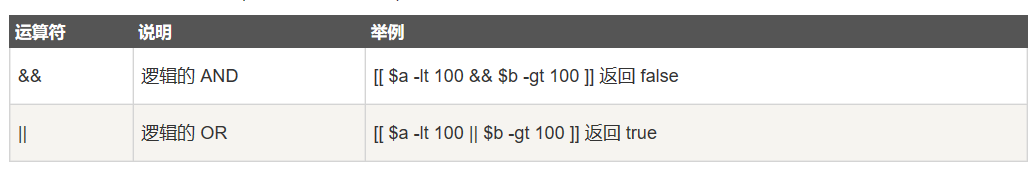 运算符 说明 举例
&& 逻辑的 AND [[ $a -lt 100 && $b -gt 100 ]] 返回 false
|| 逻辑的 OR [[ $a -lt 100 || $b -gt 100 ]] 返回 true